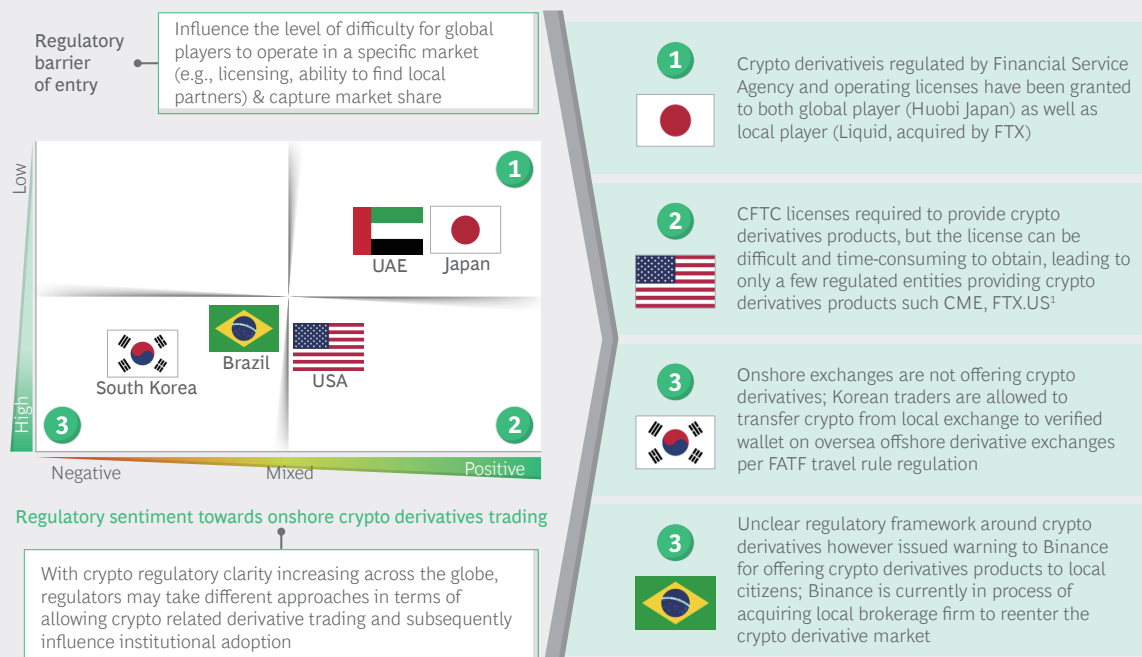 Regulatory
barrier
of entry
Influence the level of difficulty for global
players to operate in a specific market
(e.g., licensing, ability to find local
partners) & capture market share
Low
High
1
UAE
Japan
South Korea
Brazil
USA
3
2
Negative
Mixed
Positive
Regulatory sentiment towards onshore crypto derivatives trading
With crypto regulatory clarity increasing across the globe,
regulators may take different approaches in terms of
allowing crypto related derivative trading and subsequently
influence institutional adoption
1
Crypto derivativeis regulated by Financial Service
Agency and operating licenses have been granted
to both global player (Huobi Japan) as well as
local player (Liquid, acquired by FTX)
2
CFTC licenses required to provide crypto
derivatives products, but the license can be
difficult and time-consuming to obtain, leading to
only a few regulated entities providing crypto
derivatives products such CME, FTX.US¹
3
Onshore exchanges are not offering crypto
derivatives; Korean traders are allowed to
transfer crypto from local exchange to verified
wallet on oversea offshore derivative exchanges
per FATF travel rule regulation
3
Unclear regulatory framework around crypto
derivatives however issued warning to Binance
for offering crypto derivatives products to local
citizens; Binance is currently in process of
acquiring local brokerage firm to reenter the
crypto derivative market